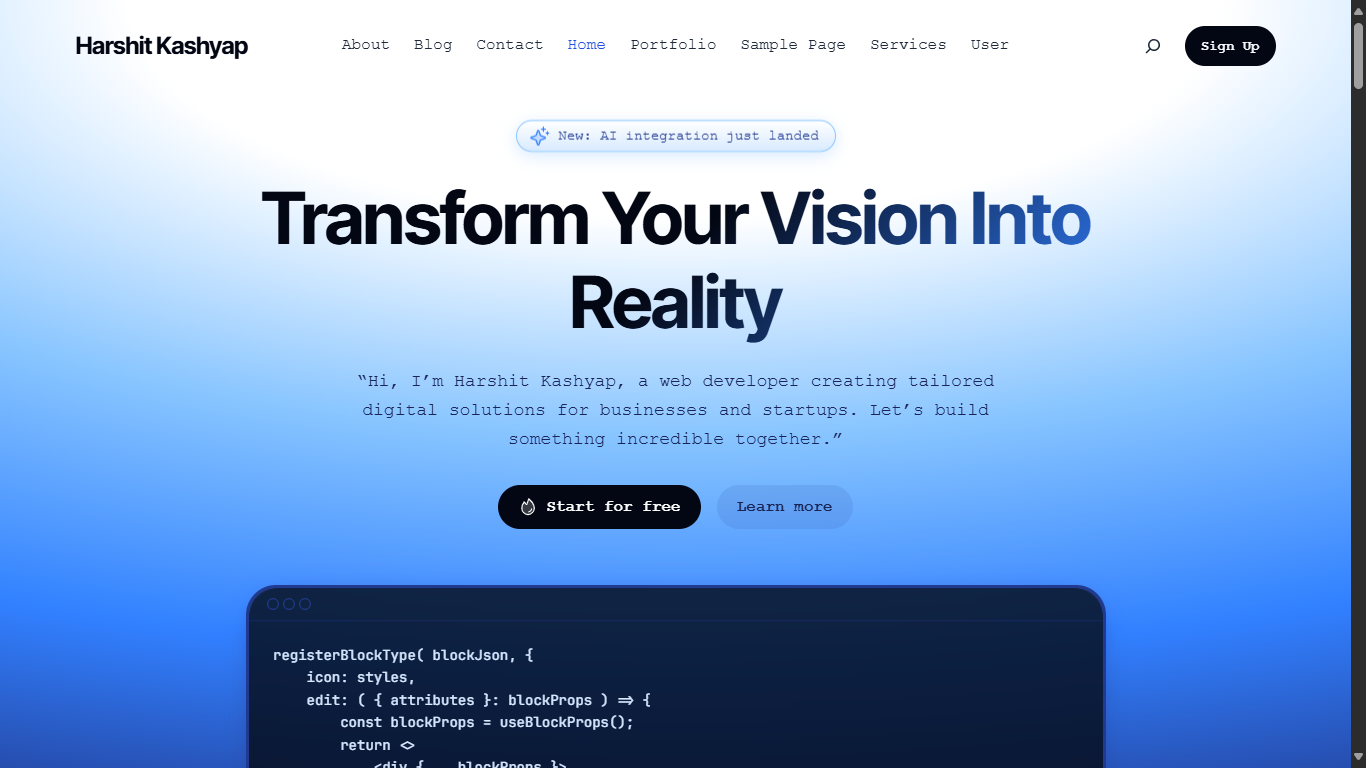 Harshit Kashyap
About Blog Contact Home Portfolio Sample Page Services User
Sign Up
New: AI integration just landed
Transform Your Vision Into
Reality
“Hi, I’m Harshit Kashyap, a web developer creating tailored
digital solutions for businesses and startups. Let’s build
something incredible together.”
Start for free
Learn more
registerBlockType( blockJson, {
icon: styles,
edit: ( { attributes }: blockProps ) => {
const blockProps = useBlockProps();
return <>
<div { ...blockProps }>